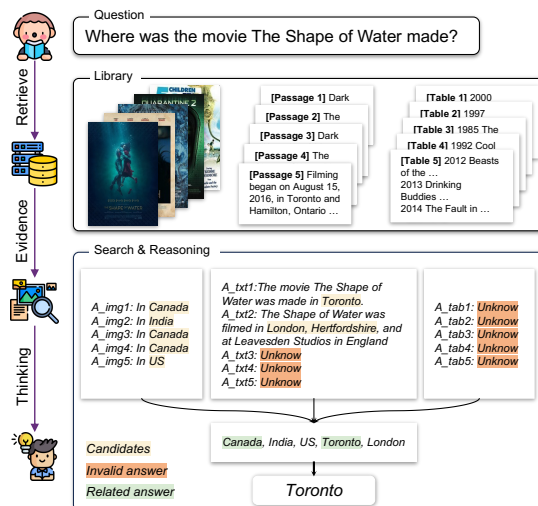 Question
Where was the movie The Shape of Water made?
Retrieve
Evidence
Thinking
Library
CHILDREN
QUARANTINE 2
[Passage 1] Dark
[Passage 2] The
[Passage 3] Dark
[Passage 4] The
[Passage 5] Filming
began on August 15,
2016, in Toronto and
Hamilton, Ontario ...
[Table 1] 2000
[Table 2] 1997
[Table 3] 1985 The
[Table 4] 1992 Cool
[Table 5] 2012 Beasts
of the ...
2013 Drinking
Buddies ...
2014 The Fault in ...
Search & Reasoning
A_img1: In Canada
A_img2: In India
A_img3: In Canada
A_img4: In Canada
A_img5: In US
A_txt1:The movie The Shape of
Water was made in Toronto.
A_txt2: The Shape of Water was
filmed in London, Hertfordshire, and
at Leavesden Studios in England
A_txt3: Unknow
A_txt4: Unknow
A_txt5: Unknow
A_tab1: Unknow
A_tab2: Unknow
A_tab3: Unknow
A_tab4: Unknow
A_tab5: Unknow
Candidates
Invalid answer
Related answer
Canada, India, US, Toronto, London
Toronto